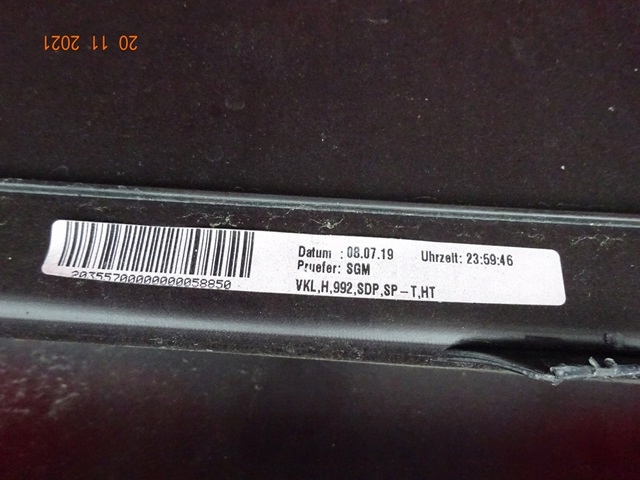 20 11 2021
Datum : 08.07.19 Uhrzeit: 23:59:46
Pruefer: SGM
VKL,H,992,SDP,SP-T,HT
20355700000000058850